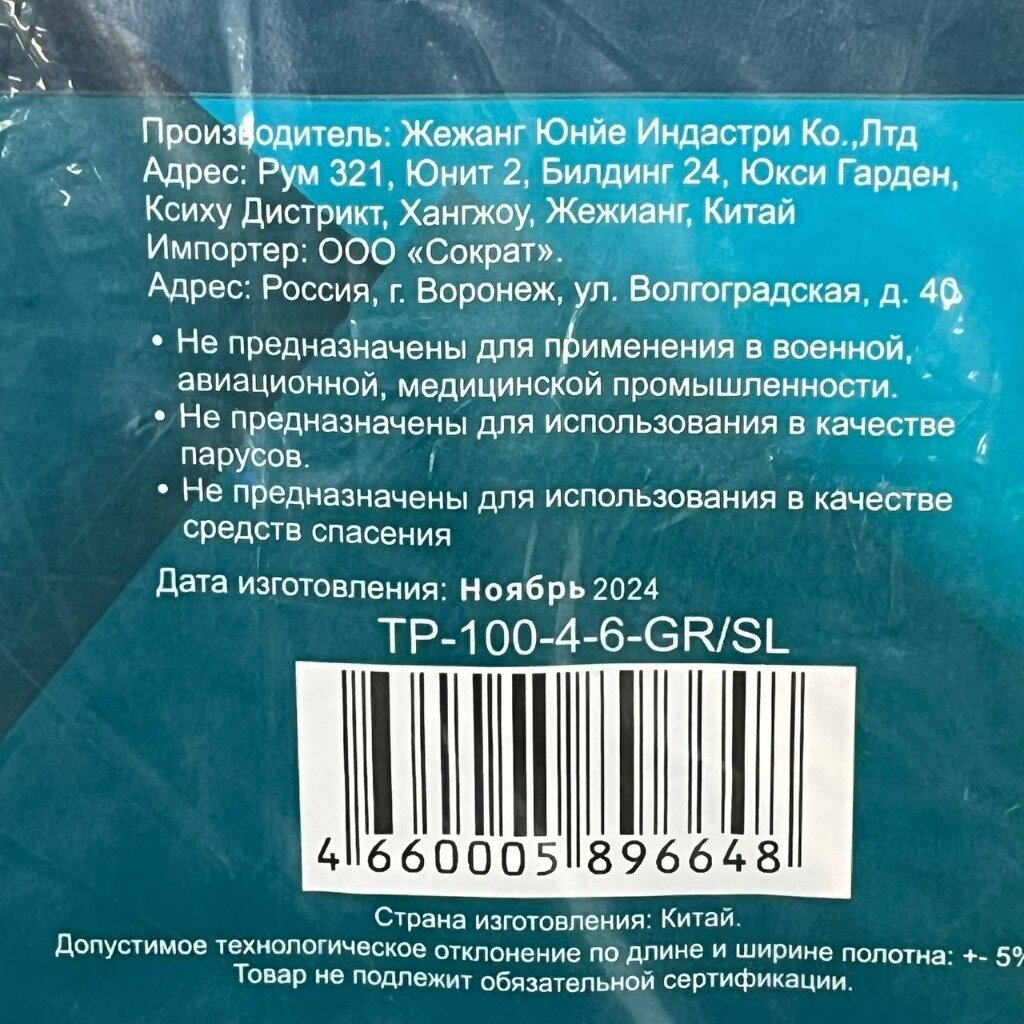 Производитель: Жежанг Юнйе Индастри Ко.,Лтд
Адрес: Рум 321, Юнит 2, Билдинг 24, Юкси Гарден,
Ксиху Дистрикт, Хангжоу, Жежианг, Китай
Импортер: ООО «Сократ».
Адрес: Россия, г. Воронеж, ул. Волгоградская, д. 40
• Не предназначены для применения в военной,
авиационной, медицинской промышленности.
• Не предназначены для использования в качестве
парусов.
• Не предназначены для использования в качестве
средств спасения
Дата изготовления: Ноябрь 2024
TP-100-4-6-GR/SL
4 660005 896648
Страна изготовления: Китай.
Допустимое технологическое отклонение по длине и ширине полотна: +- 5%
Товар не подлежит обязательной сертификации.